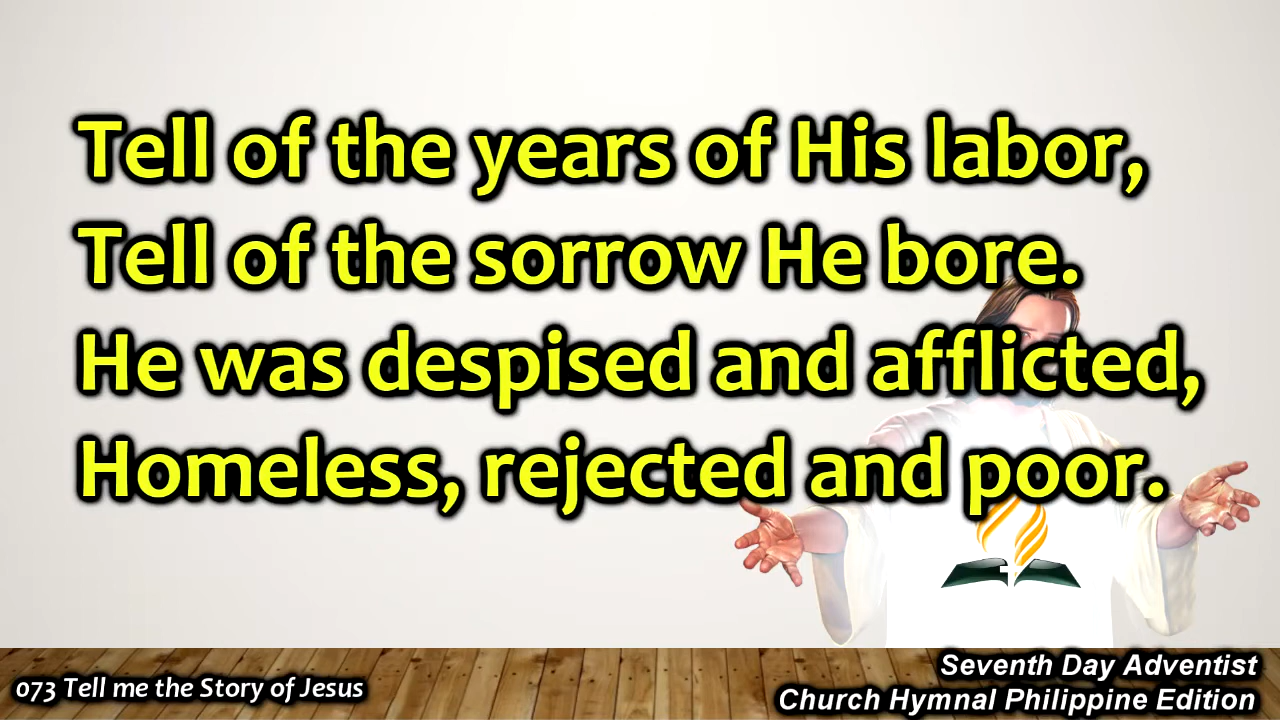 Tell of the years of His labor,
Tell of the sorrow He bore.
He was despised and afflicted,
Homeless, rejected and poor.
073 Tell me the Story of Jesus
Seventh Day Adventist
Church Hymnal Philippine Edition